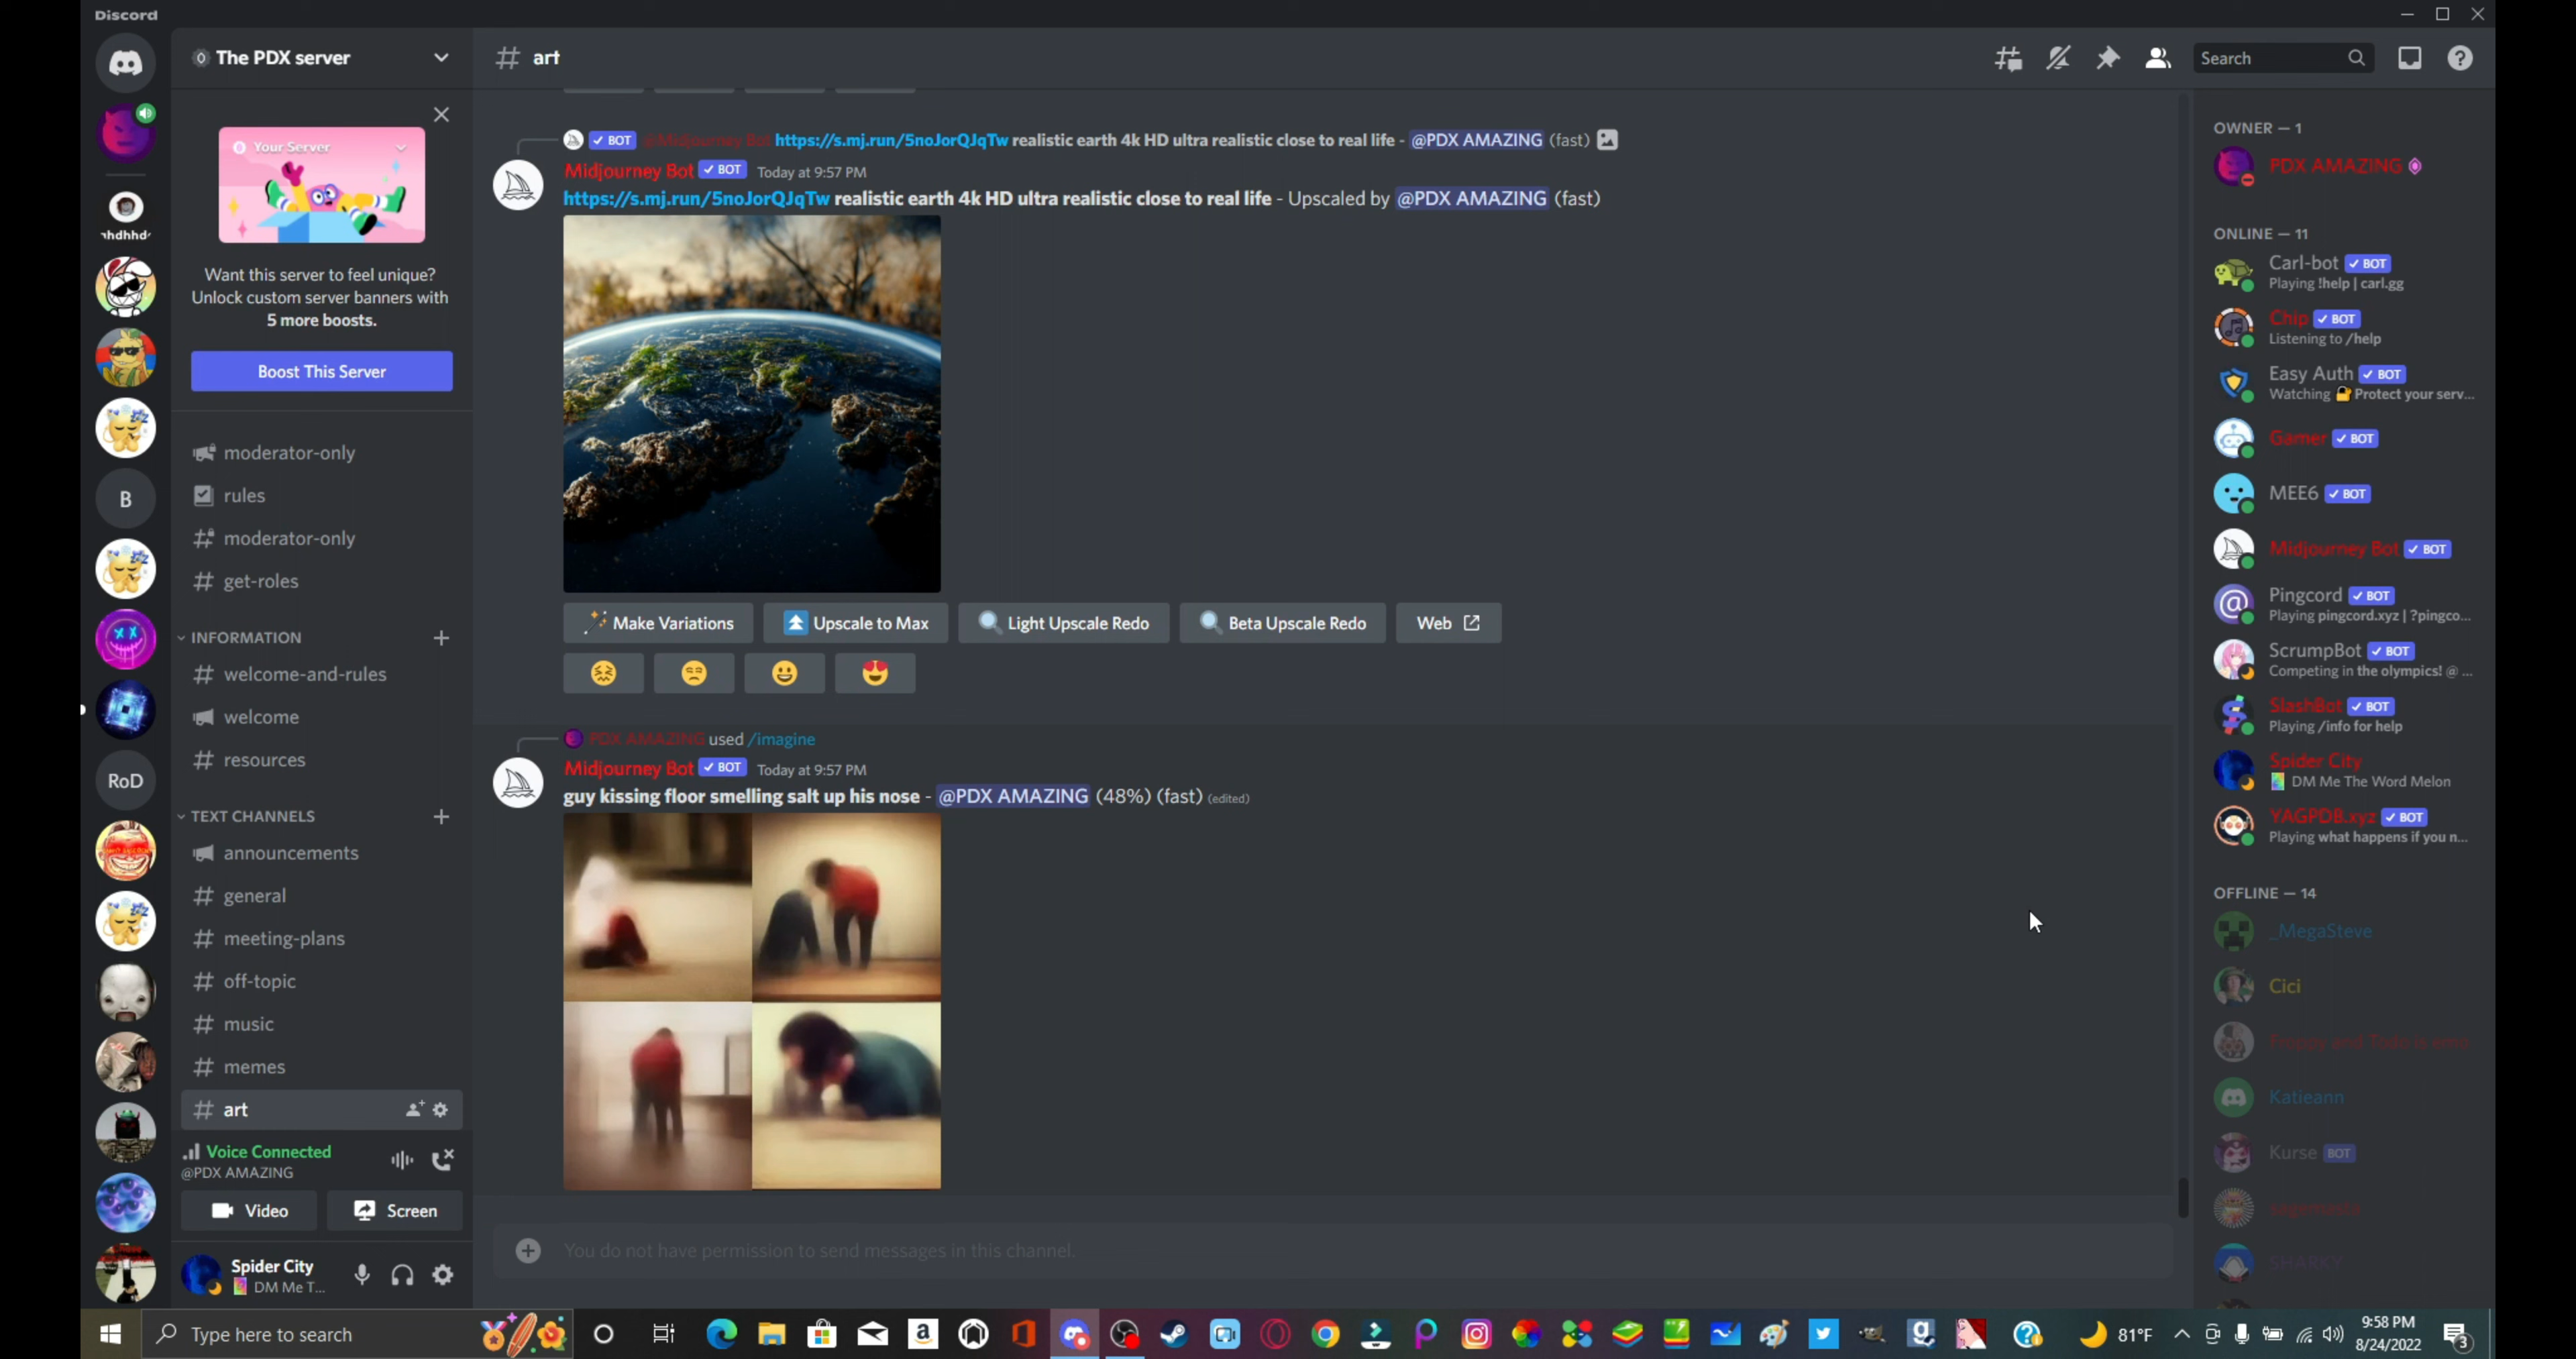 Discord
The PDX server
Your Server
Want this server to feel unique?
Unlock custom server banners with
5 more boosts.
Boost This Server
moderator-only
rules
moderator-only
get-roles
INFORMATION
welcome-and-rules
welcome
resources
TEXT CHANNELS
announcements
general
meeting-plans
off-topic
music
memes
art
Voice Connected
@PDX AMAZING
Video
Screen
Spider City
DM Me T...
B
RoD
# art
Search
BOT @Midjourney Bot https://s.mj.run/5noJorQJqTw realistic earth 4k HD ultra realistic close to real life - @PDX AMAZING (fast)
Midjourney Bot BOT Today at 9:57 PM
https://s.mj.run/5noJorQJqTw realistic earth 4k HD ultra realistic close to real life - Upscaled by @PDX AMAZING (fast)
Make Variations
Upscale to Max
Light Upscale Redo
Beta Upscale Redo
Web
PDX AMAZING used /imagine
Midjourney Bot BOT Today at 9:57 PM
guy kissing floor smelling salt up his nose - @PDX AMAZING (48%) (fast) (edited)
You do not have permission to send messages in this channel.
OWNER — 1
PDX AMAZING
ONLINE — 11
Carl-bot BOT
Playing !help | carl.gg
Chip BOT
Listening to /help
Easy Auth BOT
Watching Protect your serv...
Gamer BOT
MEE6 BOT
Midjourney Bot BOT
Pingcord BOT
Playing pingcord.xyz | ?pingco...
ScrumpBot BOT
Competing in the olympics! @ ...
SlashBot BOT
Playing /info for help
Spider City
DM Me The Word Melon
YAGPDB.xyz BOT
Playing what happens if you n...
OFFLINE — 14
_MegaSteve
Cici
Katieann
Kurse BOT
SHARKY
Type here to search
81°F
9:58 PM
8/24/2022
3